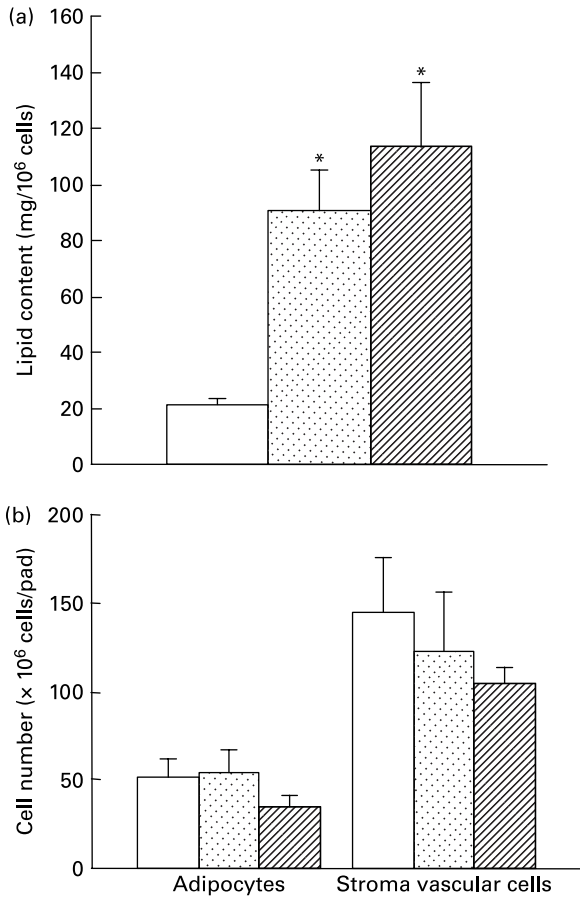 (a)
160
140
120
100
80
60
40
20
0
Lipid content (mg/10⁶ cells)
*
*
(b)
200
150
100
50
0
Cell number (× 10⁶ cells/pad)
Adipocytes
Stroma vascular cells